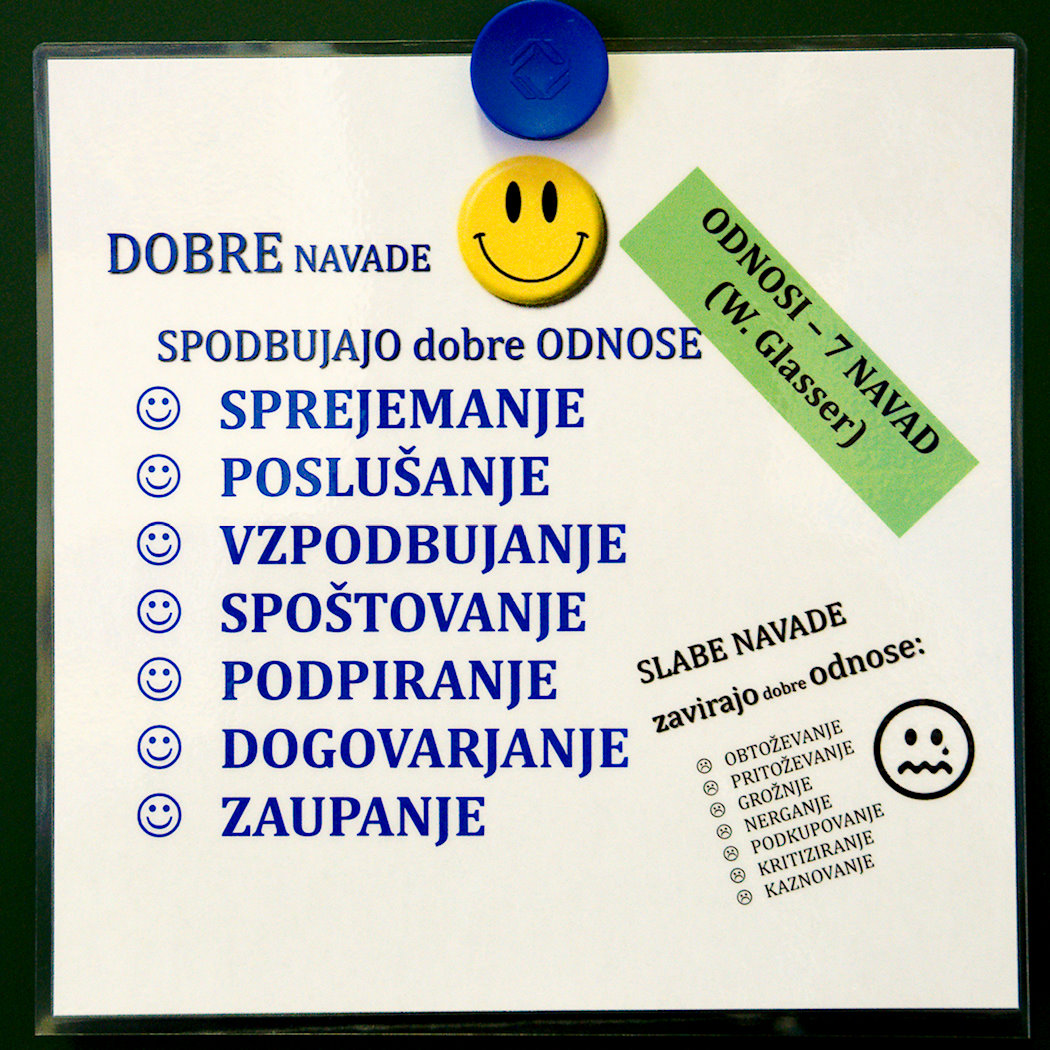 DOBRE NAVADE
SPODBUJAJO dobre ODNOSE
SPREJEMANJE
POSLUŠANJE
VZPODBUJANJE
SPOŠTOVANJE
PODPIRANJE
DOGOVARJANJE
ZAUPANJE
ODNOSI – 7 NAVAD
(W. Glasser)
SLABE NAVADE
zavirajo dobre odnose:
OBTOŽEVANJE
PRITOŽEVANJE
GROŽNJE
NERGANJE
PODKUPOVANJE
KRITIZIRANJE
KAZNOVANJE